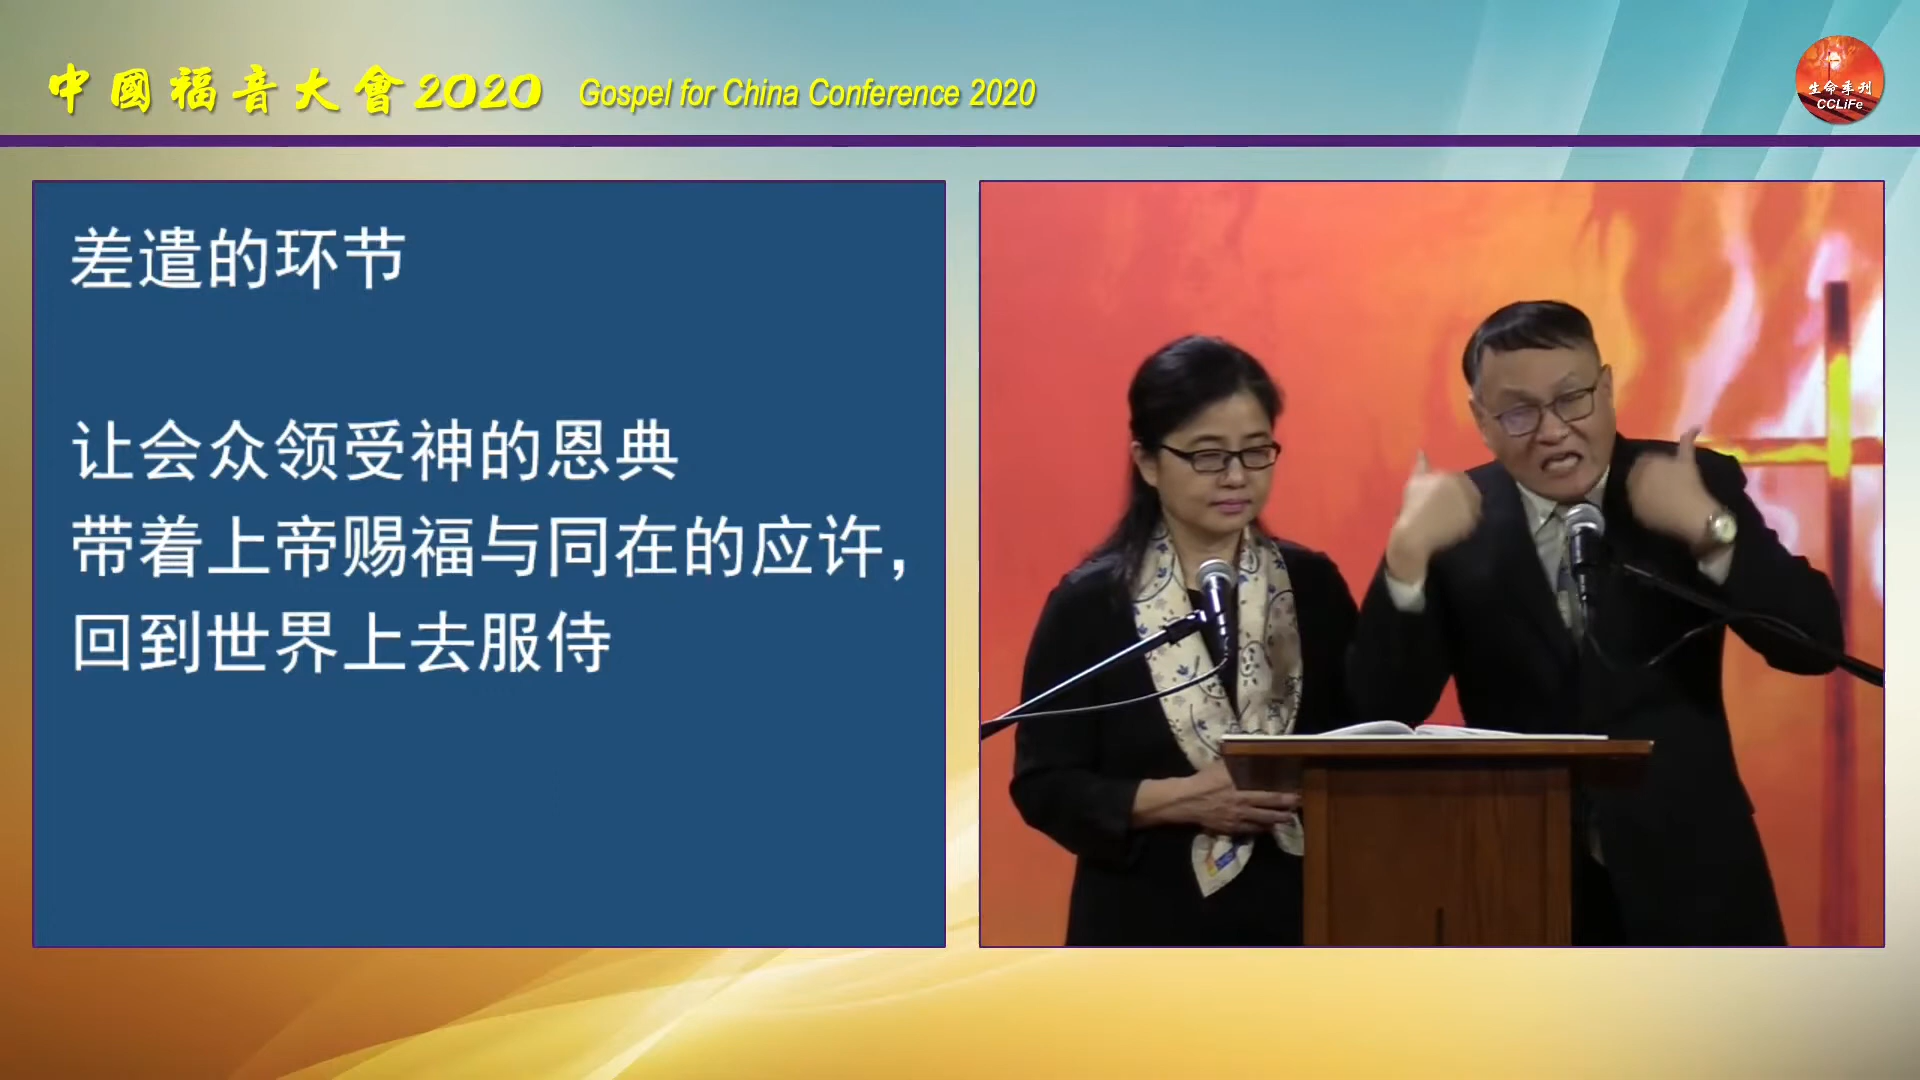 中國福音大會2020 Gospel for China Conference 2020
生命季刊
CCLiFe
差遣的环节
让会众领受神的恩典
带着上帝赐福与同在的应许，
回到世界上去服侍